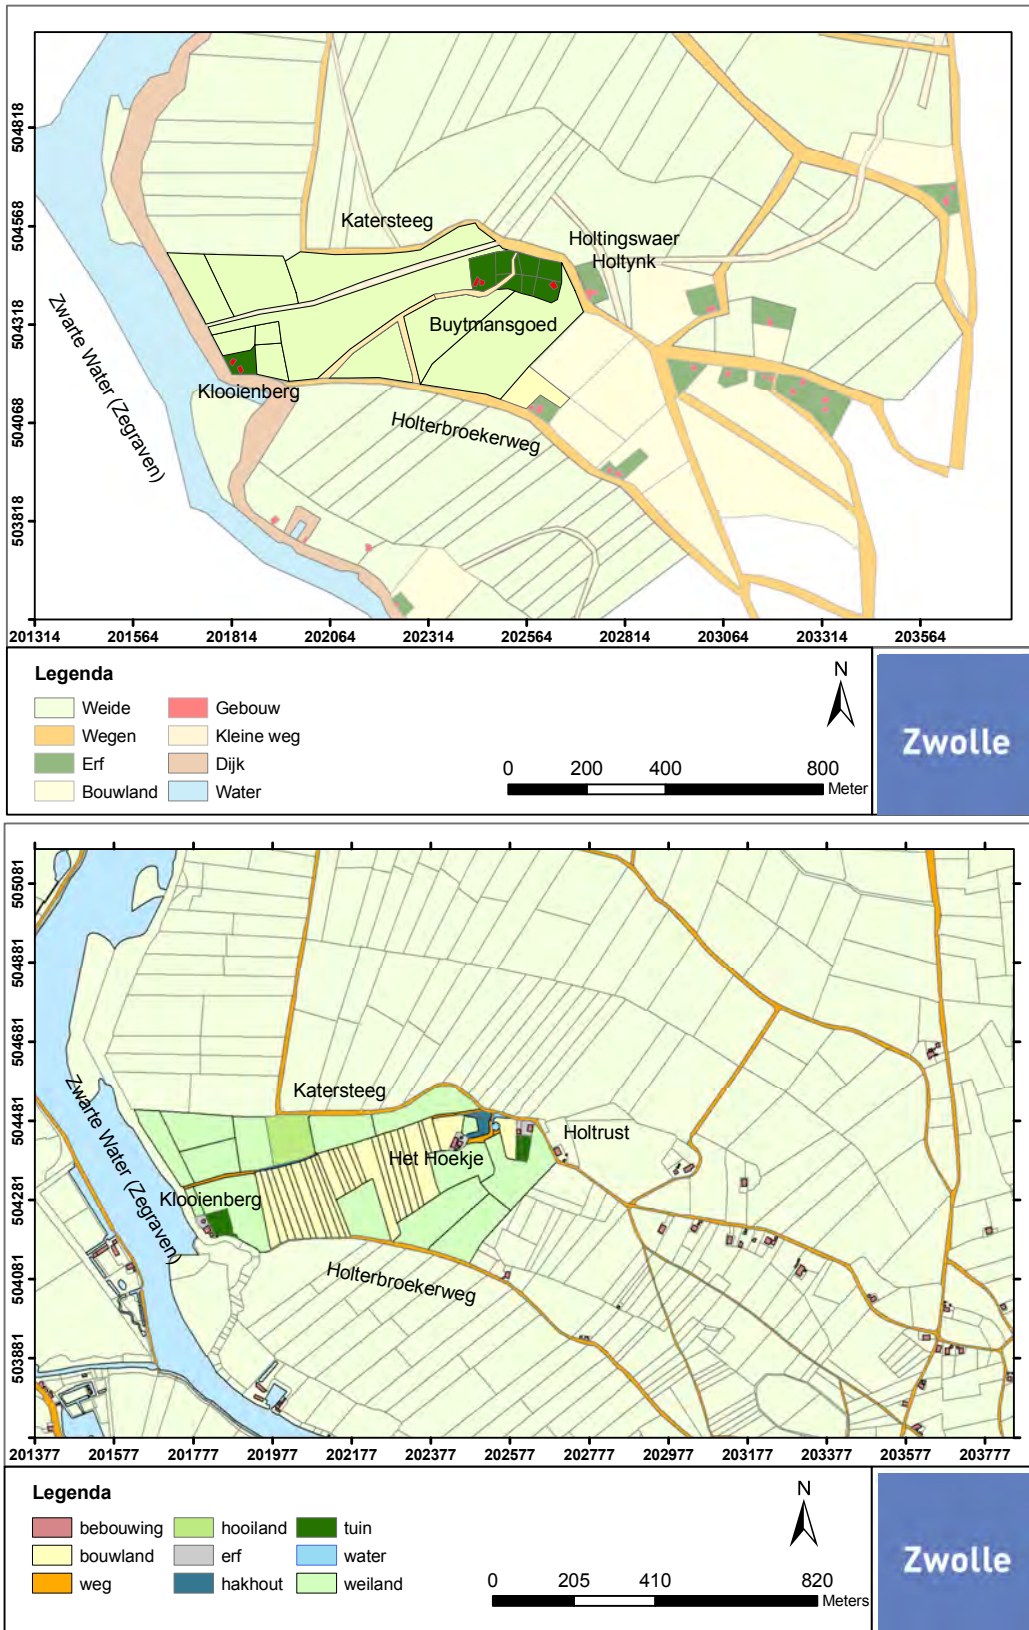 504818
504568
504318
504068
503818
Katersteeg
Holtingswaer
Holtynk
Buytmansgoed
Klooienberg
Holterbroekerweg
Zwarte Water (Zegraven)
201314 201564 201814 202064 202314 202564 202814 203064 203314 203564
Legenda
Weide Gebouw
Wegen Kleine weg
Erf Dijk
Bouwland Water
N
0 200 400 800
Meter
Zwolle
505081
504881
504681
504481
504281
504081
503881
Zwarte Water (Zegraven)
Katersteeg
Holtrust
Het Hoekje
Klooienberg
Holterbroekerweg
201377 201577 201777 201977 202177 202377 202577 202777 202977 203177 203377 203577 203777
Legenda
bebouwing hooiland tuin
bouwland erf water
weg hakhout weiland
N
0 205 410 820
Meters
Zwolle